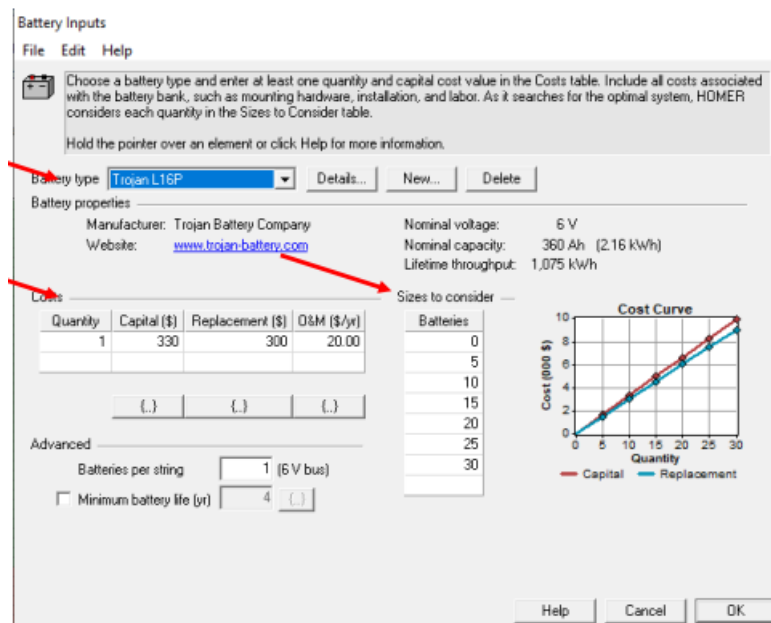 Battery Inputs
File Edit Help
Choose a battery type and enter at least one quantity and capital cost value in the Costs table. Include all costs associated
with the battery bank, such as mounting hardware, installation, and labor. As it searches for the optimal system, HOMER
considers each quantity in the Sizes to Consider table.
Hold the pointer over an element or click Help for more information.
Battery type Trojan L16P Details... New... Delete
Battery properties
Manufacturer: Trojan Battery Company
Website: www.trojan-battery.com
Nominal voltage: 6 V
Nominal capacity: 360 Ah (2.16 kWh)
Lifetime throughput: 1,075 kWh
Costs
Quantity Capital ($) Replacement ($) O&M ($/yr)
1 330 300 20.00
{..} {..} {..}
Sizes to consider
Batteries
0
5
10
15
20
25
30
Cost Curve
Cost (000 $)
10
8
6
4
2
0
0 5 10 15 20 25 30
Quantity
Capital Replacement
Advanced
Batteries per string 1 (6 V bus)
Minimum battery life (yr) 4 {..}
Help Cancel OK